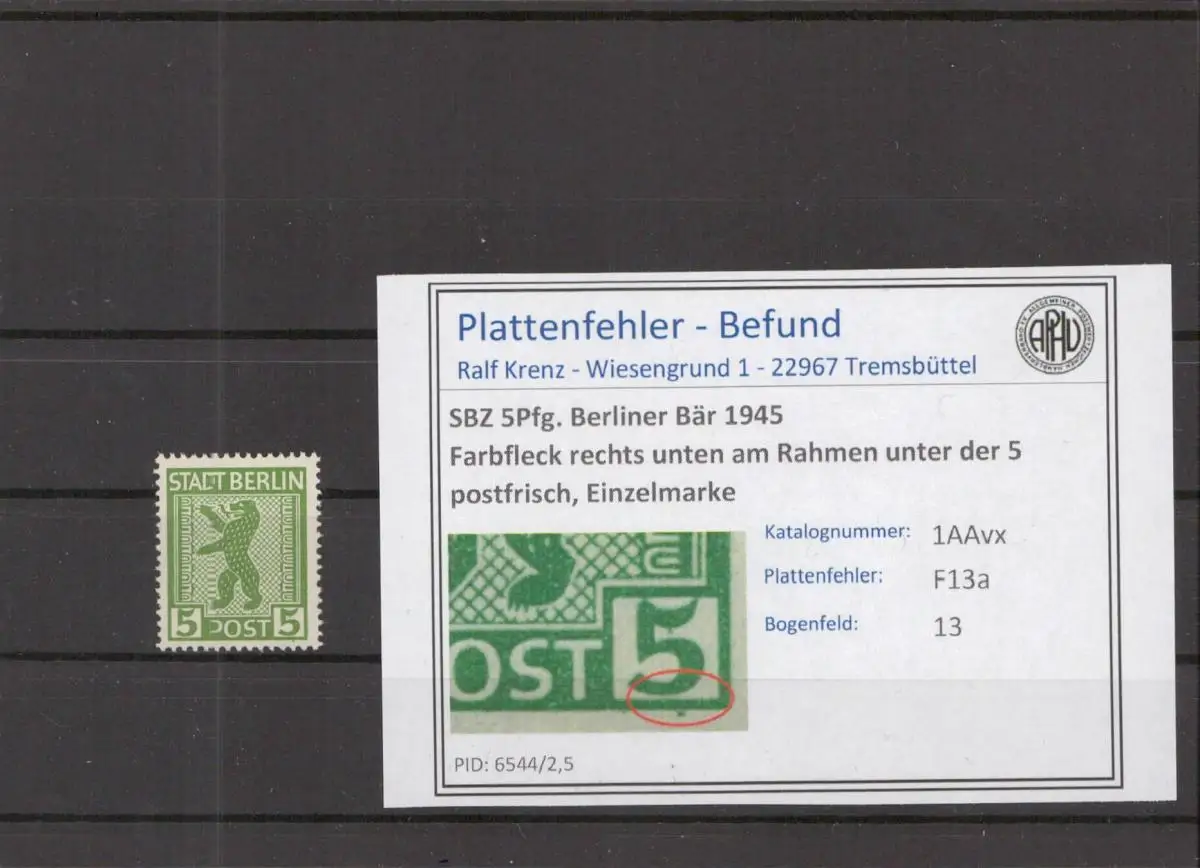 STADT BERLIN
5 POST 5
Plattenfehler - Befund
Ralf Krenz - Wiesengrund 1 - 22967 Tremsbüttel
APHV
SBZ 5Pfg. Berliner Bär 1945
Farbfleck rechts unten am Rahmen unter der 5
postfrisch, Einzelmarke
Katalognummer: 1AAvx
Plattenfehler: F13a
Bogenfeld: 13
OST 5
PID: 6544/2,5